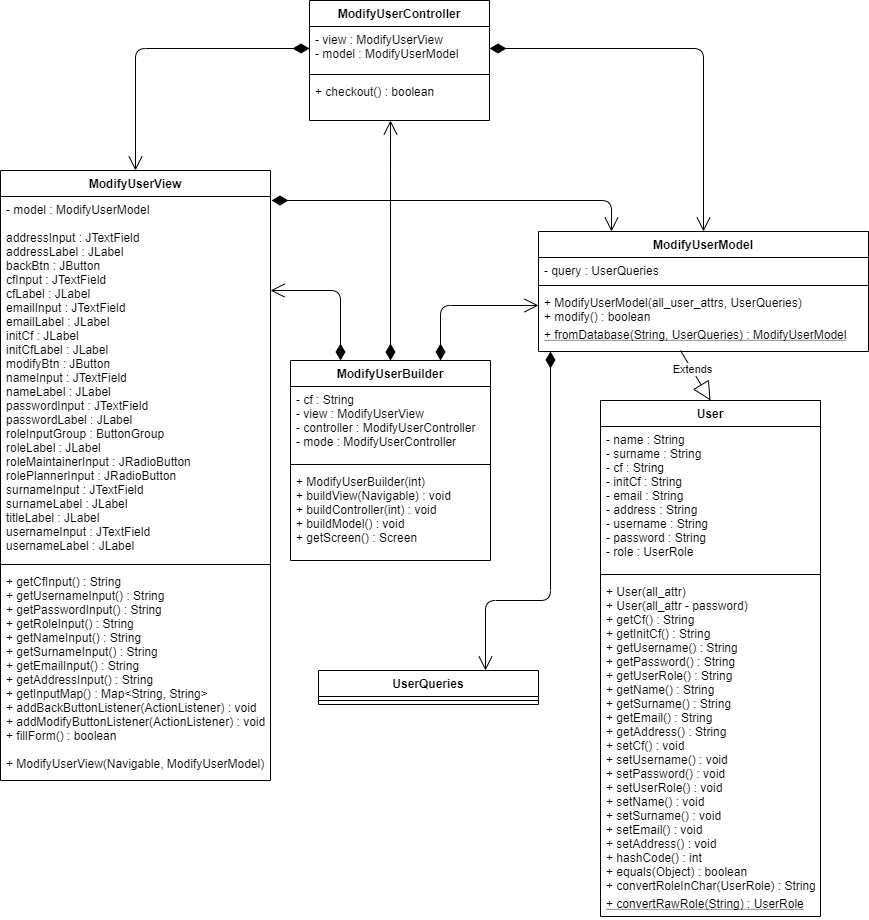 ModifyUserController
- view : ModifyUserView
- model : ModifyUserModel
+ checkout() : boolean
ModifyUserView
- model : ModifyUserModel
addressInput : JTextField
addressLabel : JLabel
backBtn : JButton
cfInput : JTextField
cfLabel : JLabel
emailInput : JTextField
emailLabel : JLabel
initCf : JLabel
initCfLabel : JLabel
modifyBtn : JButton
nameInput : JTextField
nameLabel : JLabel
passwordInput : JTextField
passwordLabel : JLabel
roleInputGroup : ButtonGroup
roleLabel : JLabel
roleMaintainerInput : JRadioButton
rolePlannerInput : JRadioButton
surnameInput : JTextField
surnameLabel : JLabel
titleLabel : JLabel
usernameInput : JTextField
usernameLabel : JLabel
+ getCfInput() : String
+ getUsernameInput() : String
+ getPasswordInput() : String
+ getRoleInput() : String
+ getNameInput() : String
+ getSurnameInput() : String
+ getEmailInput() : String
+ getAddressInput() : String
+ getInputMap() : Map<String, String>
+ addBackButtonListener(ActionListener) : void
+ addModifyButtonListener(ActionListener) : void
+ fillForm() : boolean
+ ModifyUserView(Navigable, ModifyUserModel)
ModifyUserBuilder
- cf : String
- view : ModifyUserView
- controller : ModifyUserController
- mode : ModifyUserController
+ ModifyUserBuilder(int)
+ buildView(Navigable) : void
+ buildController(int) : void
+ buildModel() : void
+ getScreen() : Screen
UserQueries
ModifyUserModel
- query : UserQueries
+ ModifyUserModel(all_user_attrs, UserQueries)
+ modify() : boolean
+ fromDatabase(String, UserQueries) : ModifyUserModel
Extends
User
- name : String
- surname : String
- cf : String
- initCf : String
- email : String
- address : String
- username : String
- password : String
- role : UserRole
+ User(all_attr)
+ User(all_attr - password)
+ getCf() : String
+ getInitCf() : String
+ getUsername() : String
+ getPassword() : String
+ getUserRole() : String
+ getName() : String
+ getSurname() : String
+ getEmail() : String
+ getAddress() : String
+ setCf() : void
+ setUsername() : void
+ setPassword() : void
+ setUserRole() : void
+ setName() : void
+ setSurname() : void
+ setEmail() : void
+ setAddress() : void
+ hashCode() : int
+ equals(Object) : boolean
+ convertRoleInChar(UserRole) : String
+ convertRawRole(String) : UserRole